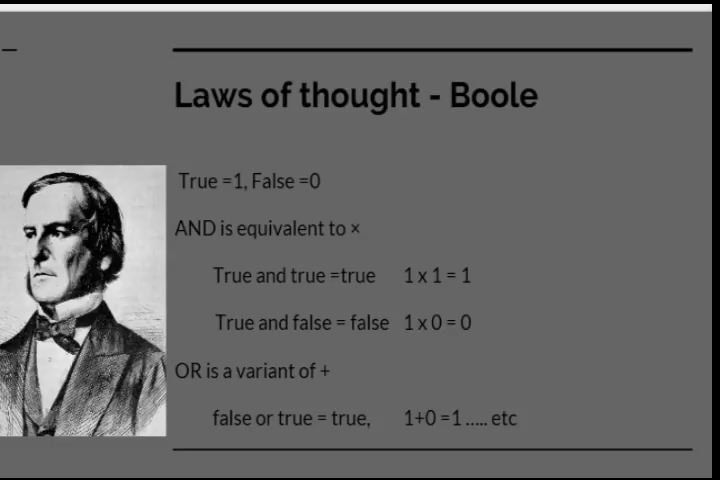 Laws of thought - Boole
True =1, False =0
AND is equivalent to ×
True and true =true 1 x 1 = 1
True and false = false 1 x 0 = 0
OR is a variant of +
false or true = true, 1+0 =1 ..... etc